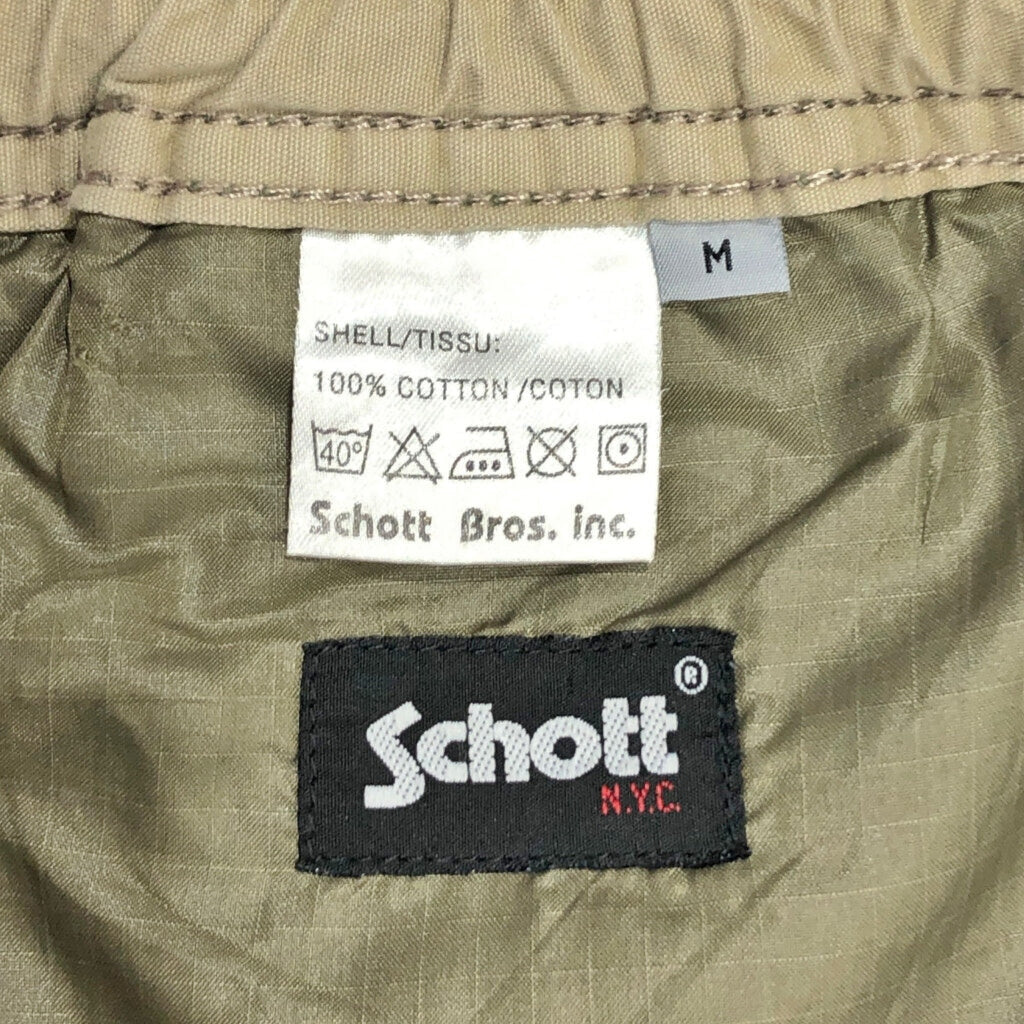 M
SHELL/TISSU:
100% COTTON /COTON
40°
Schott Bros. inc.
Schott ®
N.Y.C.